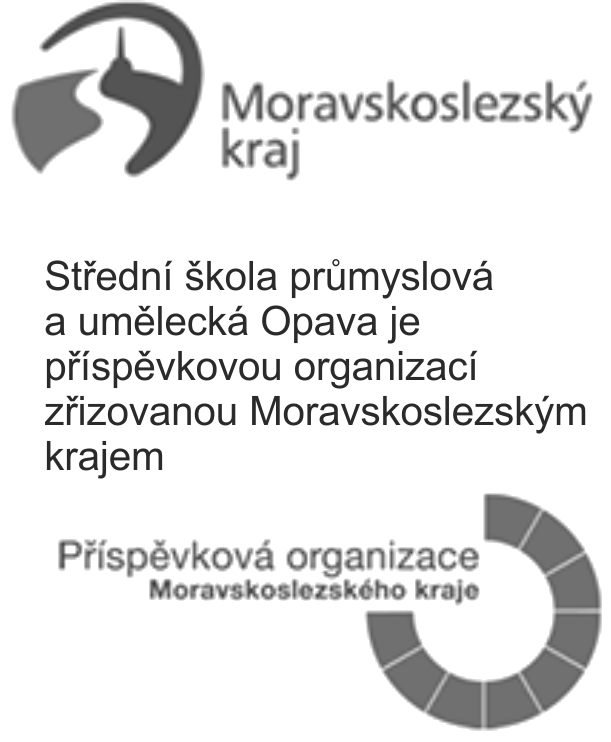 Moravskoslezský
kraj
Střední škola průmyslová
a umělecká Opava je
příspěvkovou organizací
zřizovanou Moravskoslezským
krajem
Příspěvková organizace
Moravskoslezského kraje